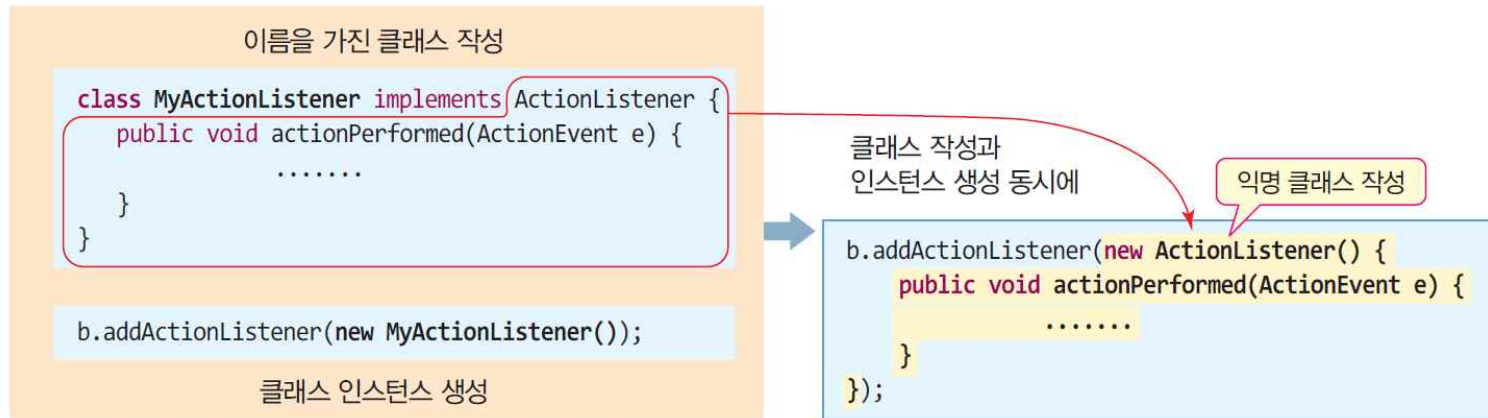 이름을 가진 클래스 작성
class MyActionListener implements ActionListener {
public void actionPerformed(ActionEvent e) {
.......
}
}
b.addActionListener(new MyActionListener());
클래스 인스턴스 생성
클래스 작성과
인스턴스 생성 동시에
익명 클래스 작성
b.addActionListener(new ActionListener() {
public void actionPerformed(ActionEvent e) {
.......
}
});